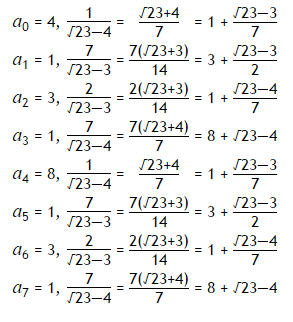 a₀ = 4, 1/(√23−4) = (√23+4)/7 = 1 + (√23−3)/7
a₁ = 1, 7/(√23−3) = 7(√23+3)/14 = 3 + (√23−3)/2
a₂ = 3, 2/(√23−3) = 2(√23+3)/14 = 1 + (√23−4)/7
a₃ = 1, 7/(√23−4) = 7(√23+4)/7 = 8 + √23−4
a₄ = 8, 1/(√23−4) = (√23+4)/7 = 1 + (√23−3)/7
a₅ = 1, 7/(√23−3) = 7(√23+3)/14 = 3 + (√23−3)/2
a₆ = 3, 2/(√23−3) = 2(√23+3)/14 = 1 + (√23−4)/7
a₇ = 1, 7/(√23−4) = 7(√23+4)/7 = 8 + √23−4